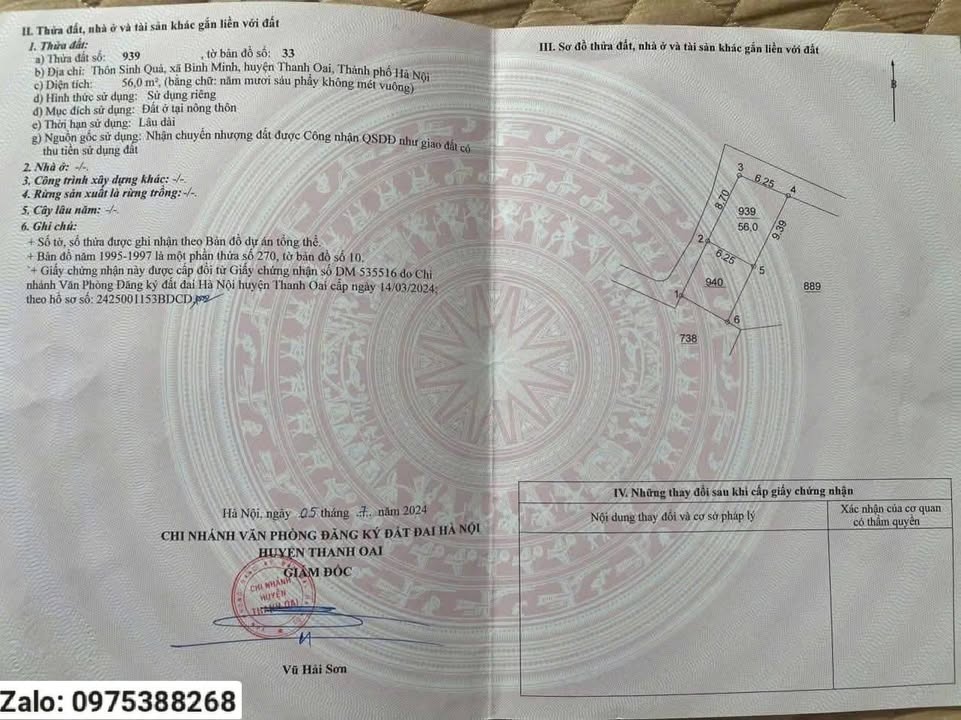 II. Thửa đất, nhà ở và tài sản khác gắn liền với đất
1. Thửa đất:
a) Thửa đất số: 939 , tờ bản đồ số: 33
b) Địa chỉ: Thôn Sinh Quả, xã Bình Minh, huyện Thanh Oai, Thành phố Hà Nội
c) Diện tích: 56,0 m², (bằng chữ: năm mươi sáu phẩy không mét vuông)
d) Hình thức sử dụng: Sử dụng riêng
đ) Mục đích sử dụng: Đất ở tại nông thôn
e) Thời hạn sử dụng: Lâu dài
g) Nguồn gốc sử dụng: Nhận chuyển nhượng đất được Công nhận QSDĐ như giao đất có
thu tiền sử dụng đất
2. Nhà ở: -/-.
3. Công trình xây dựng khác: -/-.
4. Rừng sản xuất là rừng trồng: -/-.
5. Cây lâu năm: -/-.
6. Ghi chú:
+ Số tờ, số thửa được ghi nhận theo Bản đồ dự án tổng thể.
+ Bản đồ năm 1995-1997 là một phần thửa số 270, tờ bản đồ số 10.
+ Giấy chứng nhận này được cấp đổi từ Giấy chứng nhận số DM 535516 do Chi
nhánh Văn Phòng Đăng ký đất đai Hà Nội huyện Thanh Oai cấp ngày 14/03/2024;
theo hồ sơ số: 2425001153BDCD
Hà Nội, ngày 05 tháng 7 năm 2024
CHI NHÁNH VĂN PHÒNG ĐĂNG KÝ ĐẤT ĐAI HÀ NỘI
HUYỆN THANH OAI
GIÁM ĐỐC
CHI NHÁNH
HUYỆN
THANH OAI
Vũ Hải Sơn
III. Sơ đồ thửa đất, nhà ở và tài sản khác gắn liền với đất
B
3
6.25
4
8.70
939
56,0
9.39
2
6.25
5
940
889
1
6
738
IV. Những thay đổi sau khi cấp giấy chứng nhận
Nội dung thay đổi và cơ sở pháp lý
Xác nhận của cơ quan
có thẩm quyền
Zalo: 0975388268